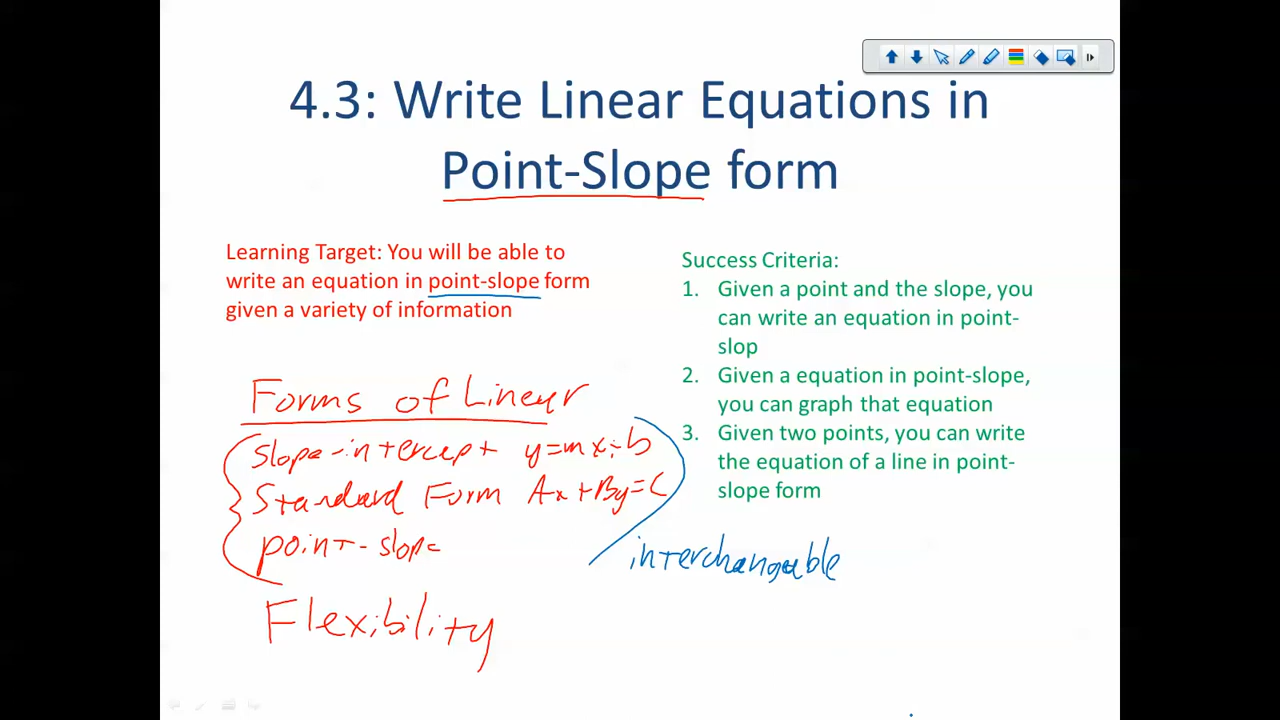 4.3: Write Linear Equations in
Point-Slope form
Learning Target: You will be able to
write an equation in point-slope form
given a variety of information
Success Criteria:
1. Given a point and the slope, you
can write an equation in point-
slop
2. Given a equation in point-slope,
you can graph that equation
3. Given two points, you can write
the equation of a line in point-
slope form
Forms of Linear
slope-intercept y=mx+b
Standard Form Ax+By=C
point-slope
interchangeable
Flexibility